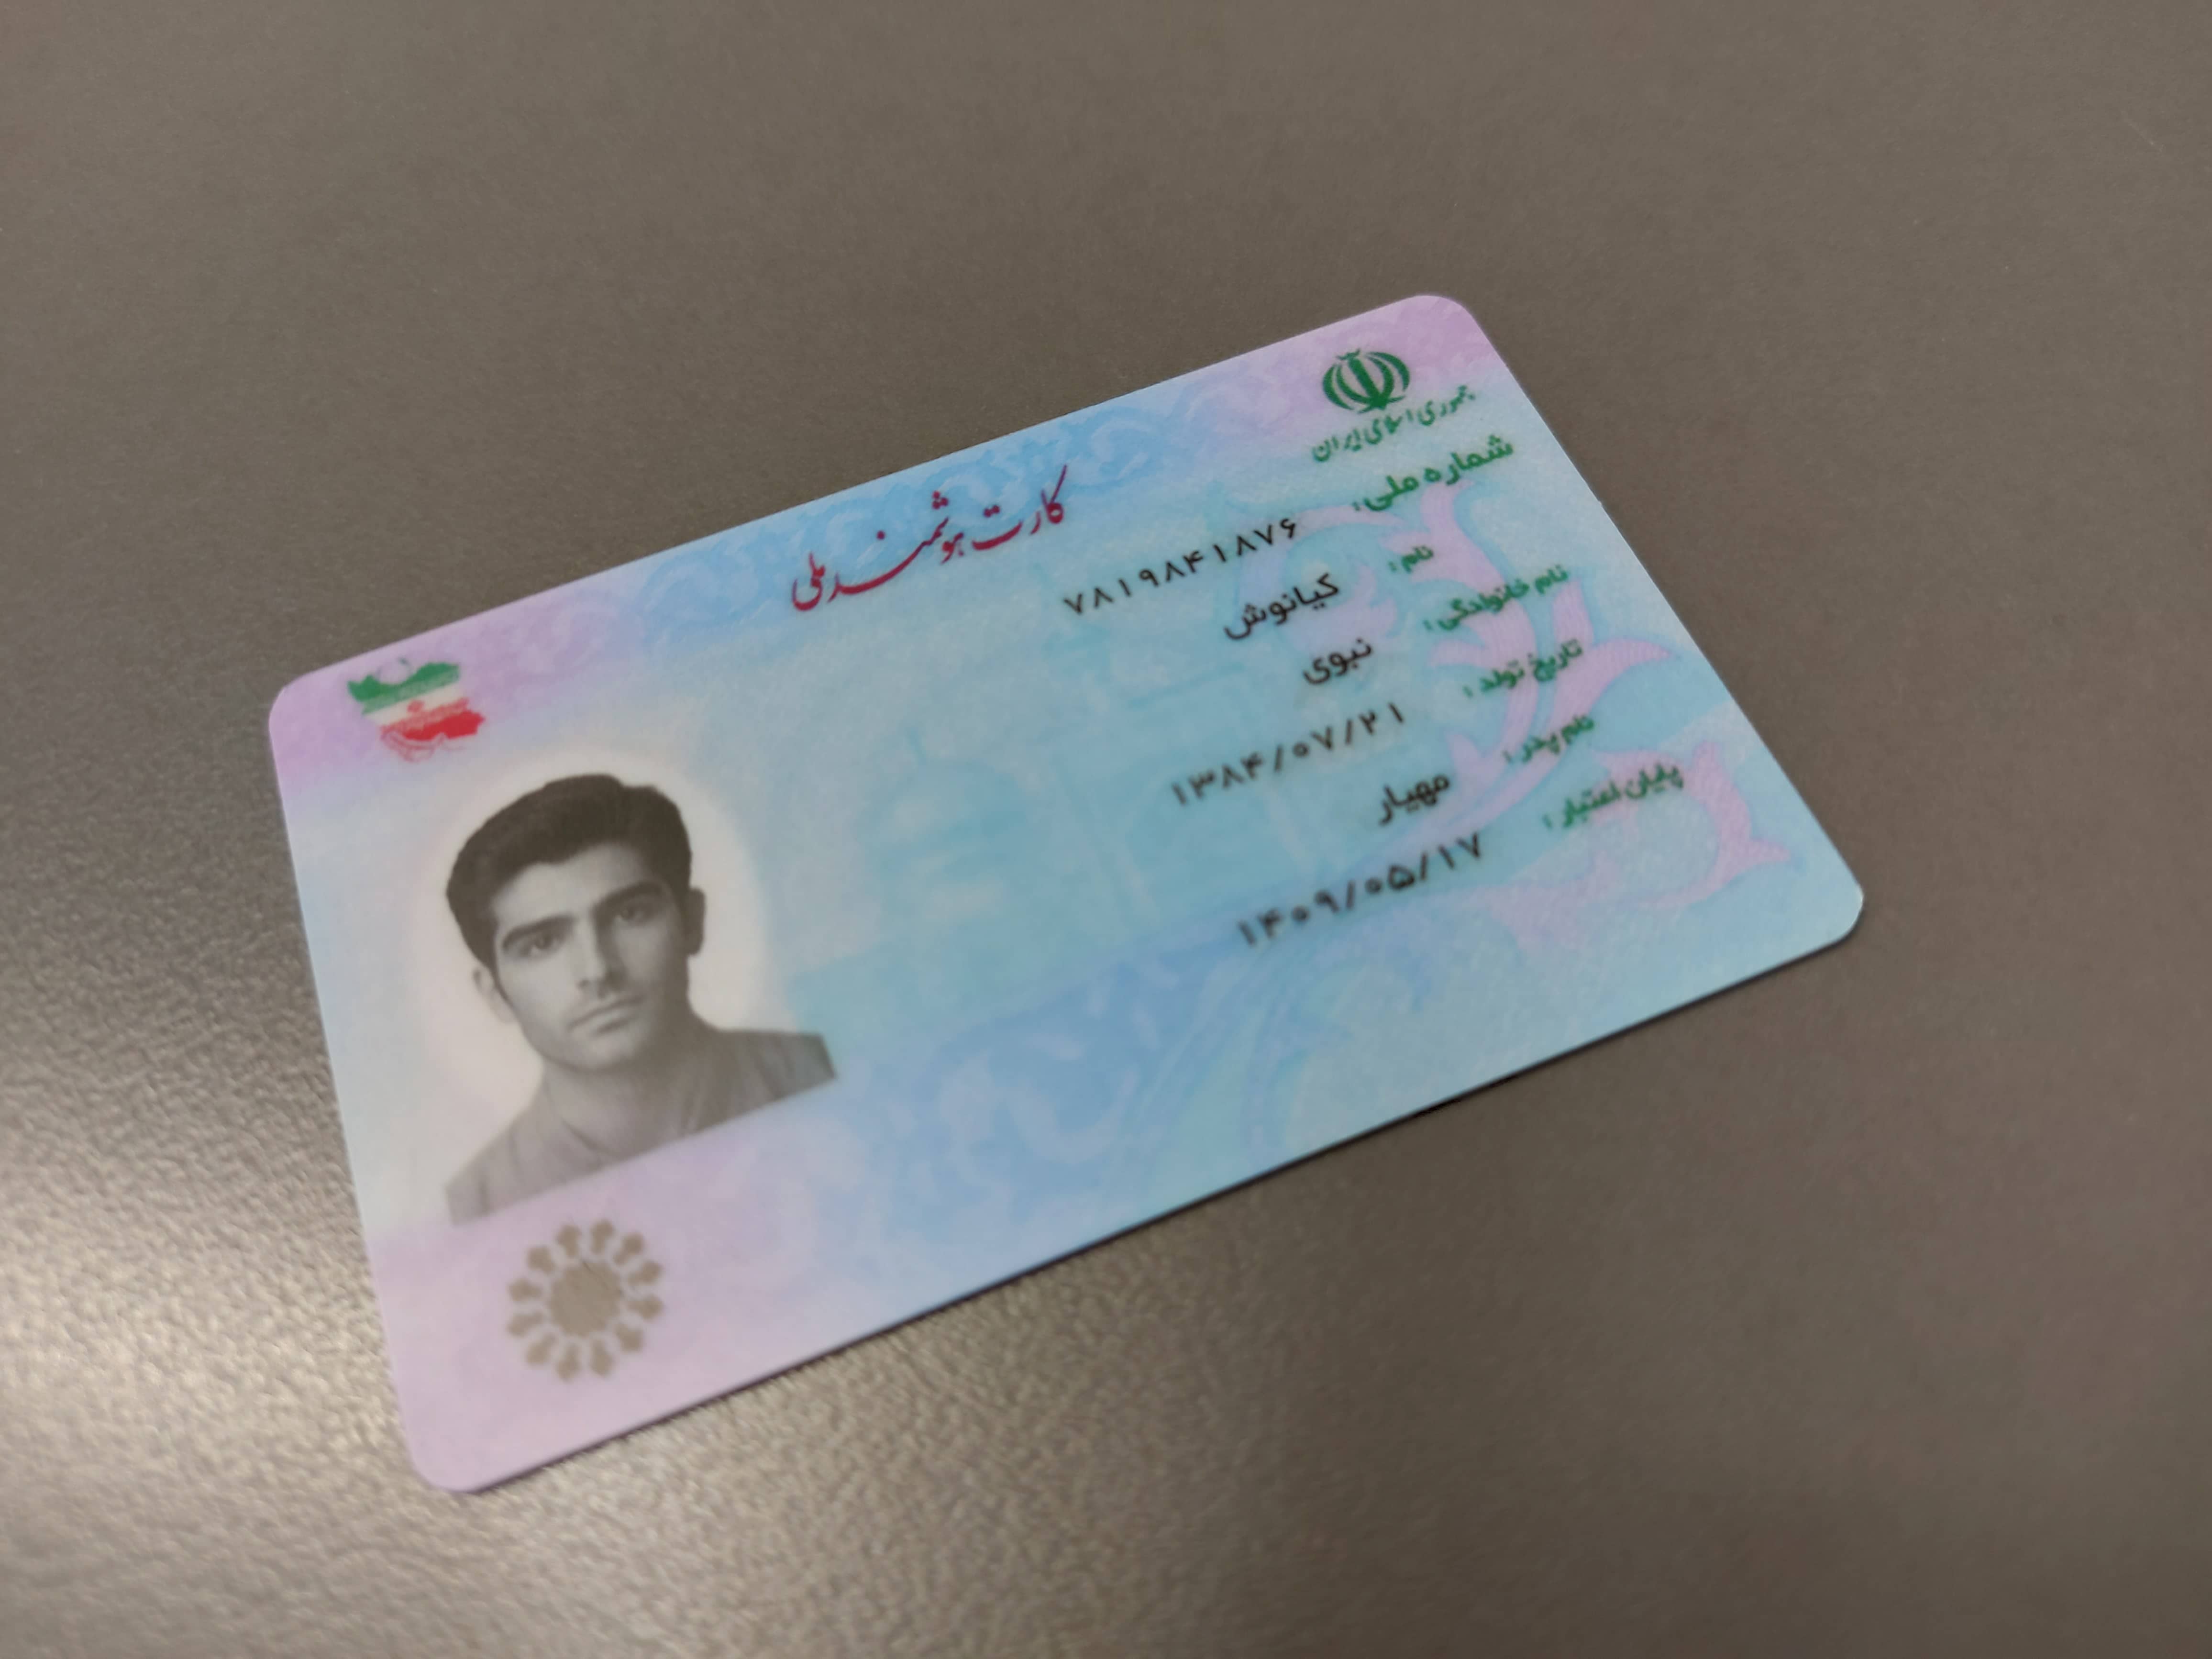 جمهوری اسلامی ایران
کارت هوشمند ملی
شماره ملی: ۷۸۱۹۸۴۱۸۷۶
نام: کیانوش
نام خانوادگی: نبوی
تاریخ تولد: ۱۳۸۴/۰۷/۲۱
نام پدر: مهیار
پایان اعتبار: ۱۴۰۹/۰۵/۱۷